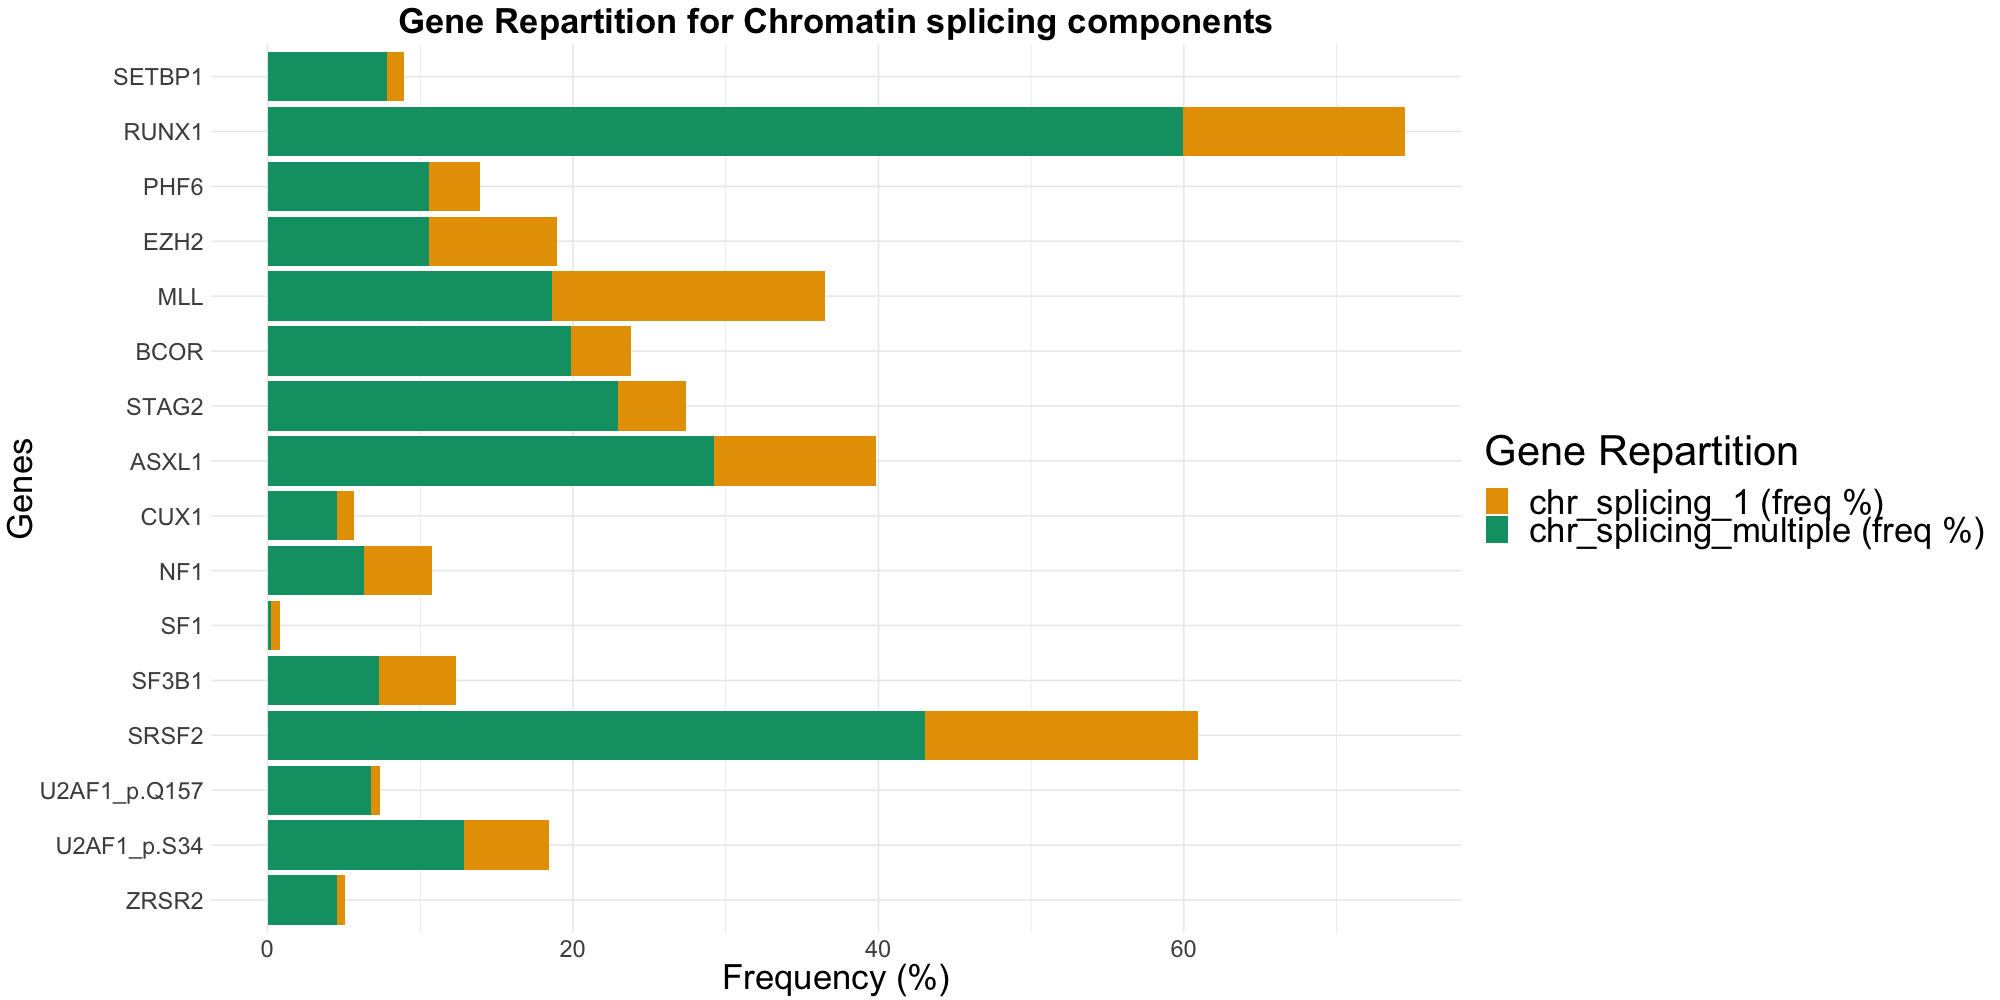 Gene Repartition for Chromatin splicing components
SETBP1
RUNX1
PHF6
EZH2
MLL
BCOR
STAG2
ASXL1
CUX1
NF1
SF1
SF3B1
SRSF2
U2AF1_p.Q157
U2AF1_p.S34
ZRSR2
Genes
0 20 40 60
Frequency (%)
Gene Repartition
chr_splicing_1 (freq %)
chr_splicing_multiple (freq %)